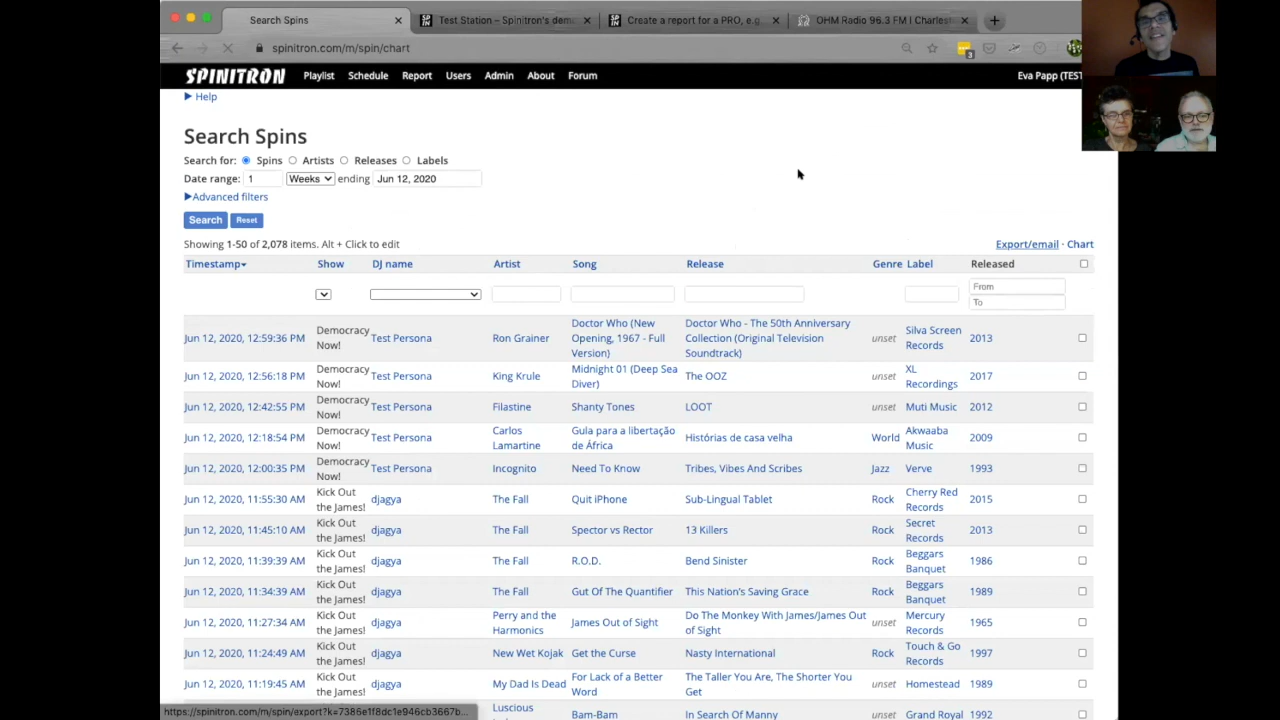 Search Spins
Test Station – Spinitron's dem
Create a report for a PRO, e.g
OHM Radio 96.3 FM | Charlest
spinitron.com/m/spin/chart
3
SPINITRON Playlist Schedule Report Users Admin About Forum Eva Papp (TEST
Help
Search Spins
Search for: Spins Artists Releases Labels
Date range: 1 Weeks ending Jun 12, 2020
Advanced filters
Search Reset
Showing 1-50 of 2,078 items. Alt + Click to edit Export/email · Chart
Timestamp Show DJ name Artist Song Release Genre Label Released
From
To
Jun 12, 2020, 12:59:36 PM Democracy Now! Test Persona Ron Grainer Doctor Who (New Opening, 1967 - Full Version) Doctor Who - The 50th Anniversary Collection (Original Television Soundtrack) unset Silva Screen Records 2013
Jun 12, 2020, 12:56:18 PM Democracy Now! Test Persona King Krule Midnight 01 (Deep Sea Diver) The OOZ unset XL Recordings 2017
Jun 12, 2020, 12:42:55 PM Democracy Now! Test Persona Filastine Shanty Tones LOOT unset Muti Music 2012
Jun 12, 2020, 12:18:54 PM Democracy Now! Test Persona Carlos Lamartine Gula para a libertação de África Histórias de casa velha World Akwaaba Music 2009
Jun 12, 2020, 12:00:35 PM Democracy Now! Test Persona Incognito Need To Know Tribes, Vibes And Scribes Jazz Verve 1993
Jun 12, 2020, 11:55:30 AM Kick Out the James! djagya The Fall Quit iPhone Sub-Lingual Tablet Rock Cherry Red Records 2015
Jun 12, 2020, 11:45:10 AM Kick Out the James! djagya The Fall Spector vs Rector 13 Killers Rock Secret Records 2013
Jun 12, 2020, 11:39:39 AM Kick Out the James! djagya The Fall R.O.D. Bend Sinister Rock Beggars Banquet 1986
Jun 12, 2020, 11:34:39 AM Kick Out the James! djagya The Fall Gut Of The Quantifier This Nation's Saving Grace Rock Beggars Banquet 1989
Jun 12, 2020, 11:27:34 AM Kick Out the James! djagya Perry and the Harmonics James Out of Sight Do The Monkey With James/James Out of Sight unset Mercury Records 1965
Jun 12, 2020, 11:24:49 AM Kick Out the James! djagya New Wet Kojak Get the Curse Nasty International Rock Touch & Go Records 1997
Jun 12, 2020, 11:19:45 AM Kick Out the James! djagya My Dad Is Dead For Lack of a Better Word The Taller You Are, The Shorter You Get unset Homestead 1989
Luscious Bam-Bam In Search Of Manny unset Grand Royal 1992
https://spinitron.com/m/spin/export?k=7386e1f8dc1e946cb3667b...